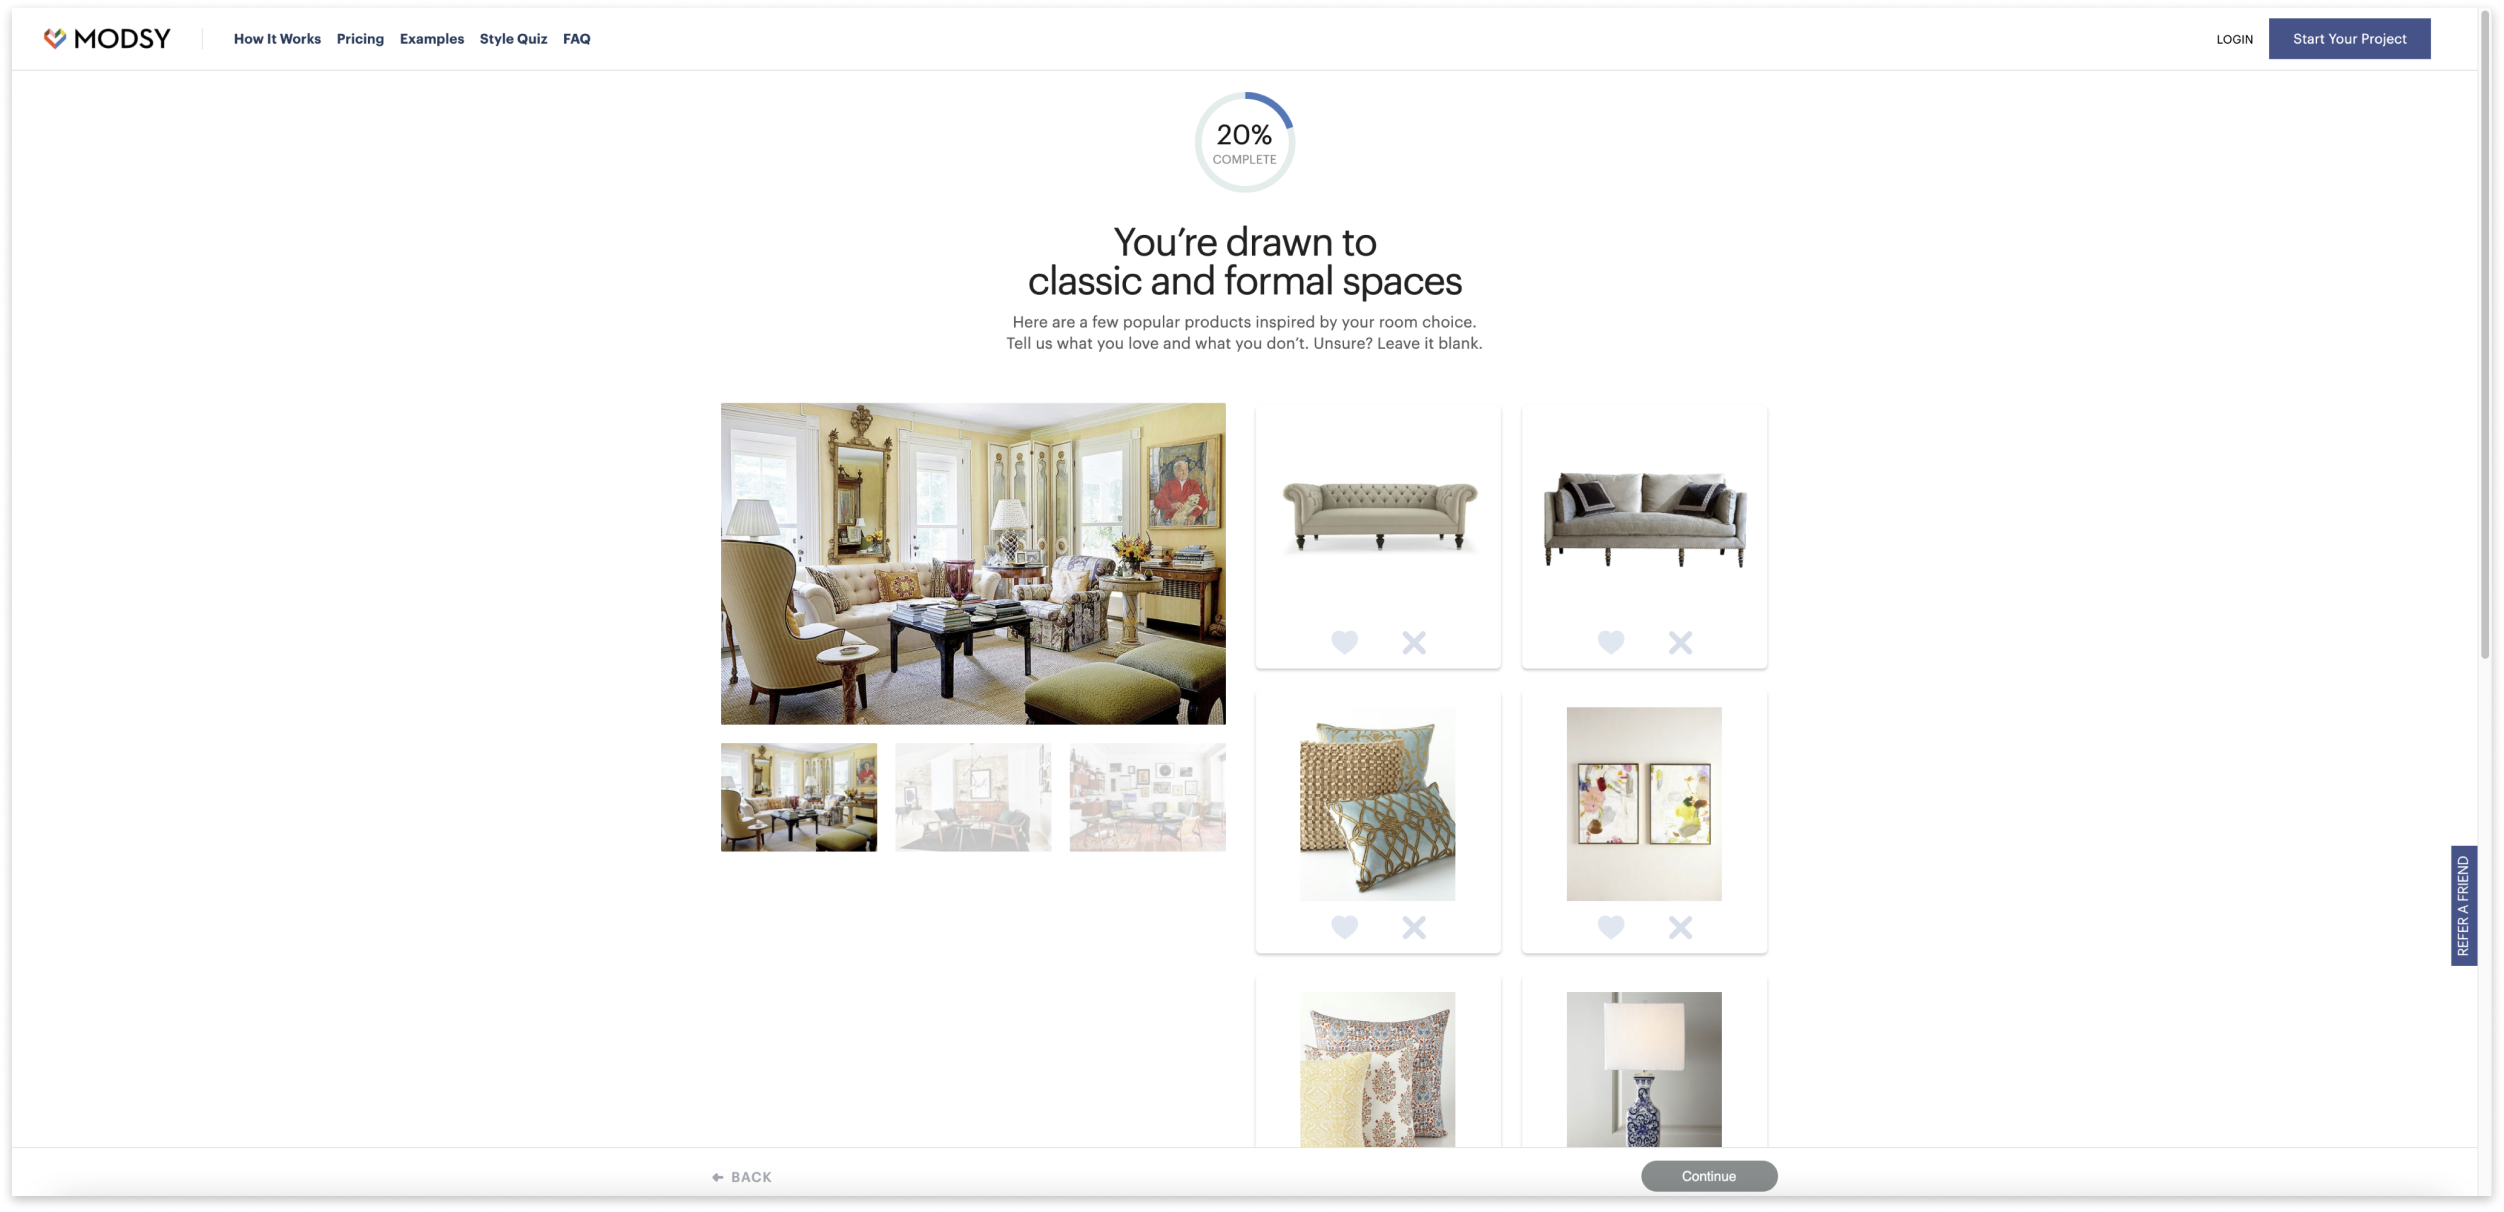 MODSY
How It Works
Pricing
Examples
Style Quiz
FAQ
LOGIN
Start Your Project
20%
COMPLETE
You’re drawn to
classic and formal spaces
Here are a few popular products inspired by your room choice.
Tell us what you love and what you don’t. Unsure? Leave it blank.
REFER A FRIEND
BACK
Continue